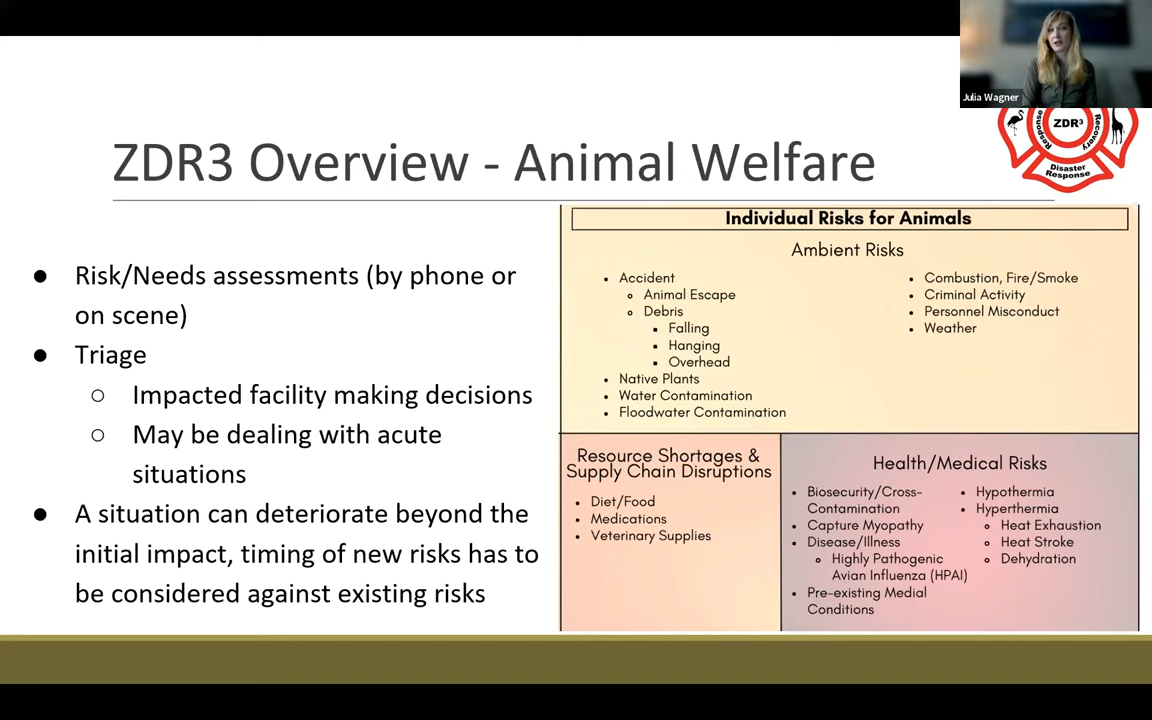 Julia Wagner
ZDR³
Response
Recovery
Disaster
Response
ZDR3 Overview - Animal Welfare
● Risk/Needs assessments (by phone or
on scene)
● Triage
○ Impacted facility making decisions
○ May be dealing with acute
situations
● A situation can deteriorate beyond the
initial impact, timing of new risks has to
be considered against existing risks
Individual Risks for Animals
Ambient Risks
• Accident
○ Animal Escape
○ Debris
▪ Falling
▪ Hanging
▪ Overhead
• Native Plants
• Water Contamination
• Floodwater Contamination
• Combustion, Fire/Smoke
• Criminal Activity
• Personnel Misconduct
• Weather
Resource Shortages &
Supply Chain Disruptions
• Diet/Food
• Medications
• Veterinary Supplies
Health/Medical Risks
• Biosecurity/Cross-
Contamination
• Capture Myopathy
• Disease/Illness
○ Highly Pathogenic
Avian Influenza (HPAI)
• Pre-existing Medial
Conditions
• Hypothermia
• Hyperthermia
○ Heat Exhaustion
○ Heat Stroke
○ Dehydration